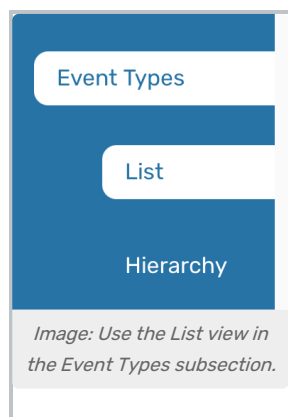 Event Types
List
Hierarchy
Image: Use the List view in
the Event Types subsection.